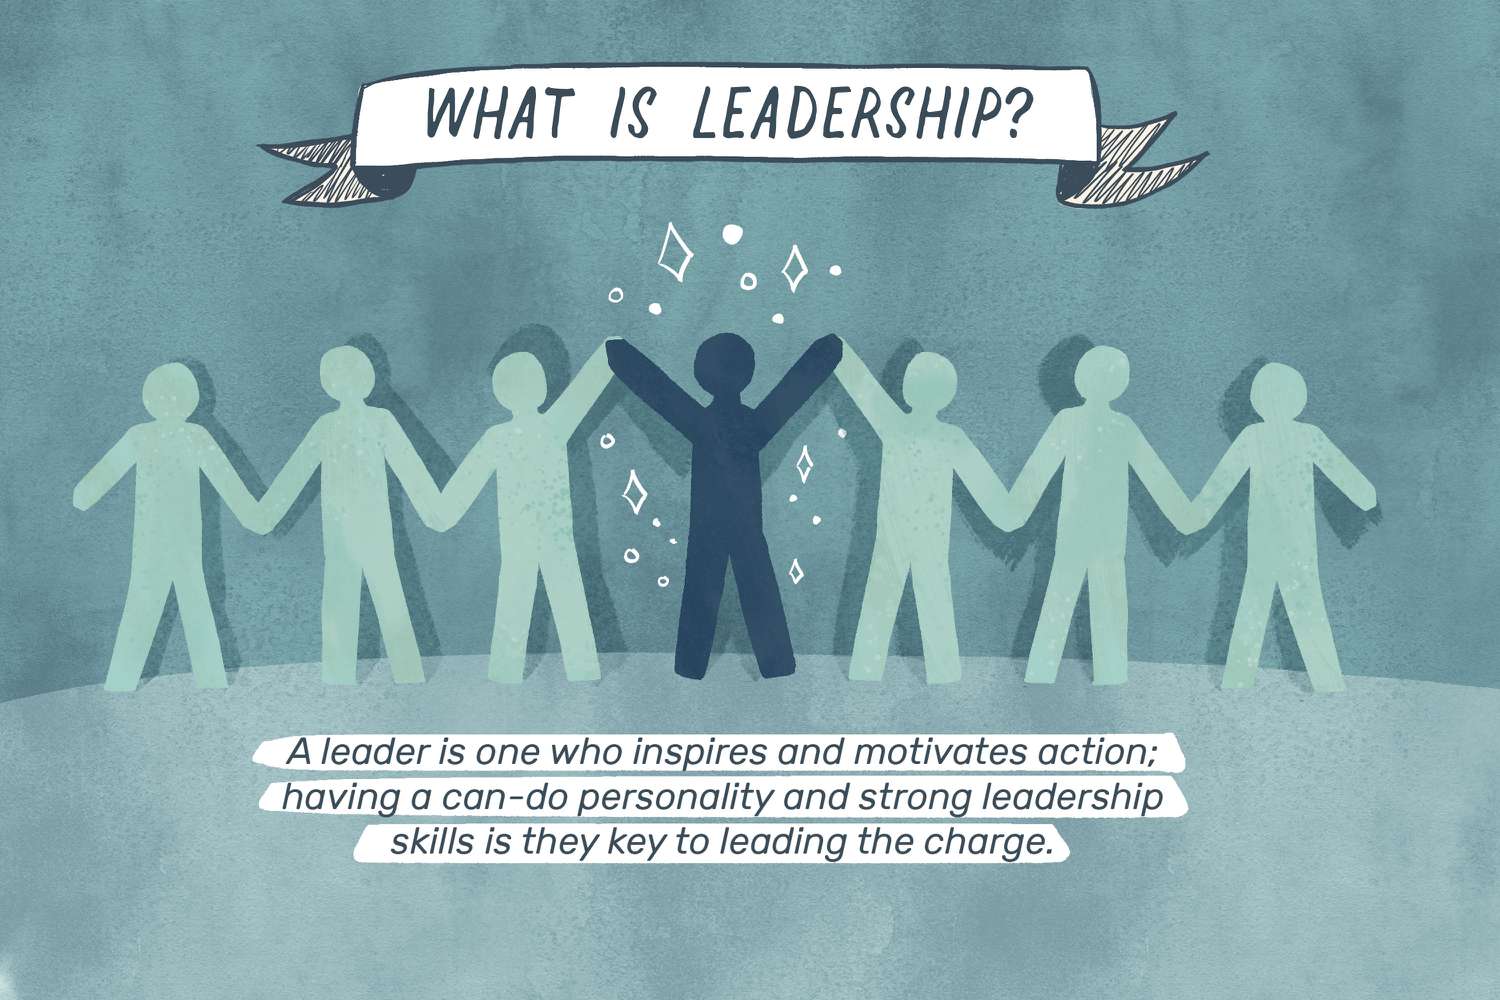 WHAT IS LEADERSHIP?
A leader is one who inspires and motivates action;
having a can-do personality and strong leadership
skills is they key to leading the charge.